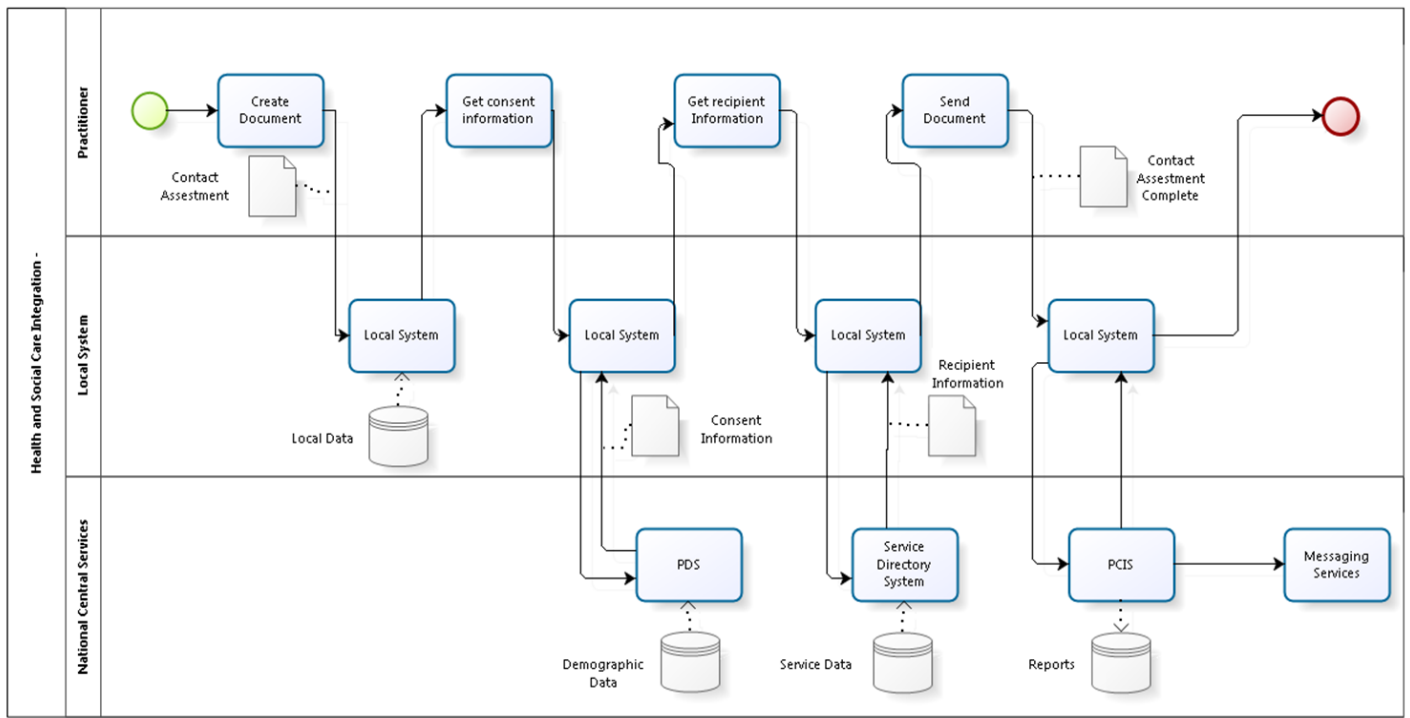 Health and Social Care Integration -
Practitioner
Create
Document
Get consent
information
Get recipient
Information
Send
Document
Contact
Assestment
Contact
Assestment
Complete
Local System
Local System
Local System
Local System
Local System
Local Data
Consent
Information
Recipient
Information
National Central Services
PDS
Service
Directory
System
PCIS
Messaging
Services
Demographic
Data
Service Data
Reports